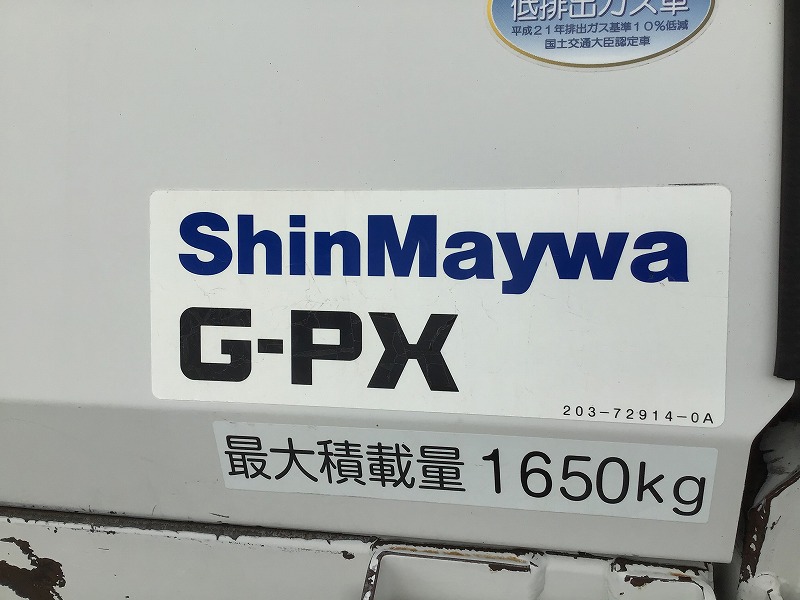 低排出ガス車
平成21年排出ガス基準10%低減
国土交通大臣認定車
ShinMaywa
G-PX
203-72914-0A
最大積載量 1650kg